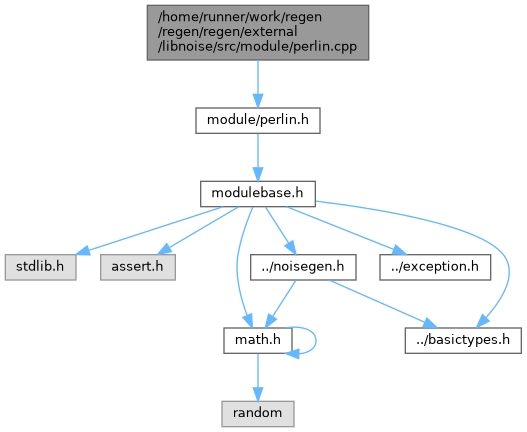 /home/runner/work/regen
/regen/regen/external
/libnoise/src/module/perlin.cpp
module/perlin.h
modulebase.h
stdlib.h
assert.h
../noisegen.h
../exception.h
math.h
../basictypes.h
random